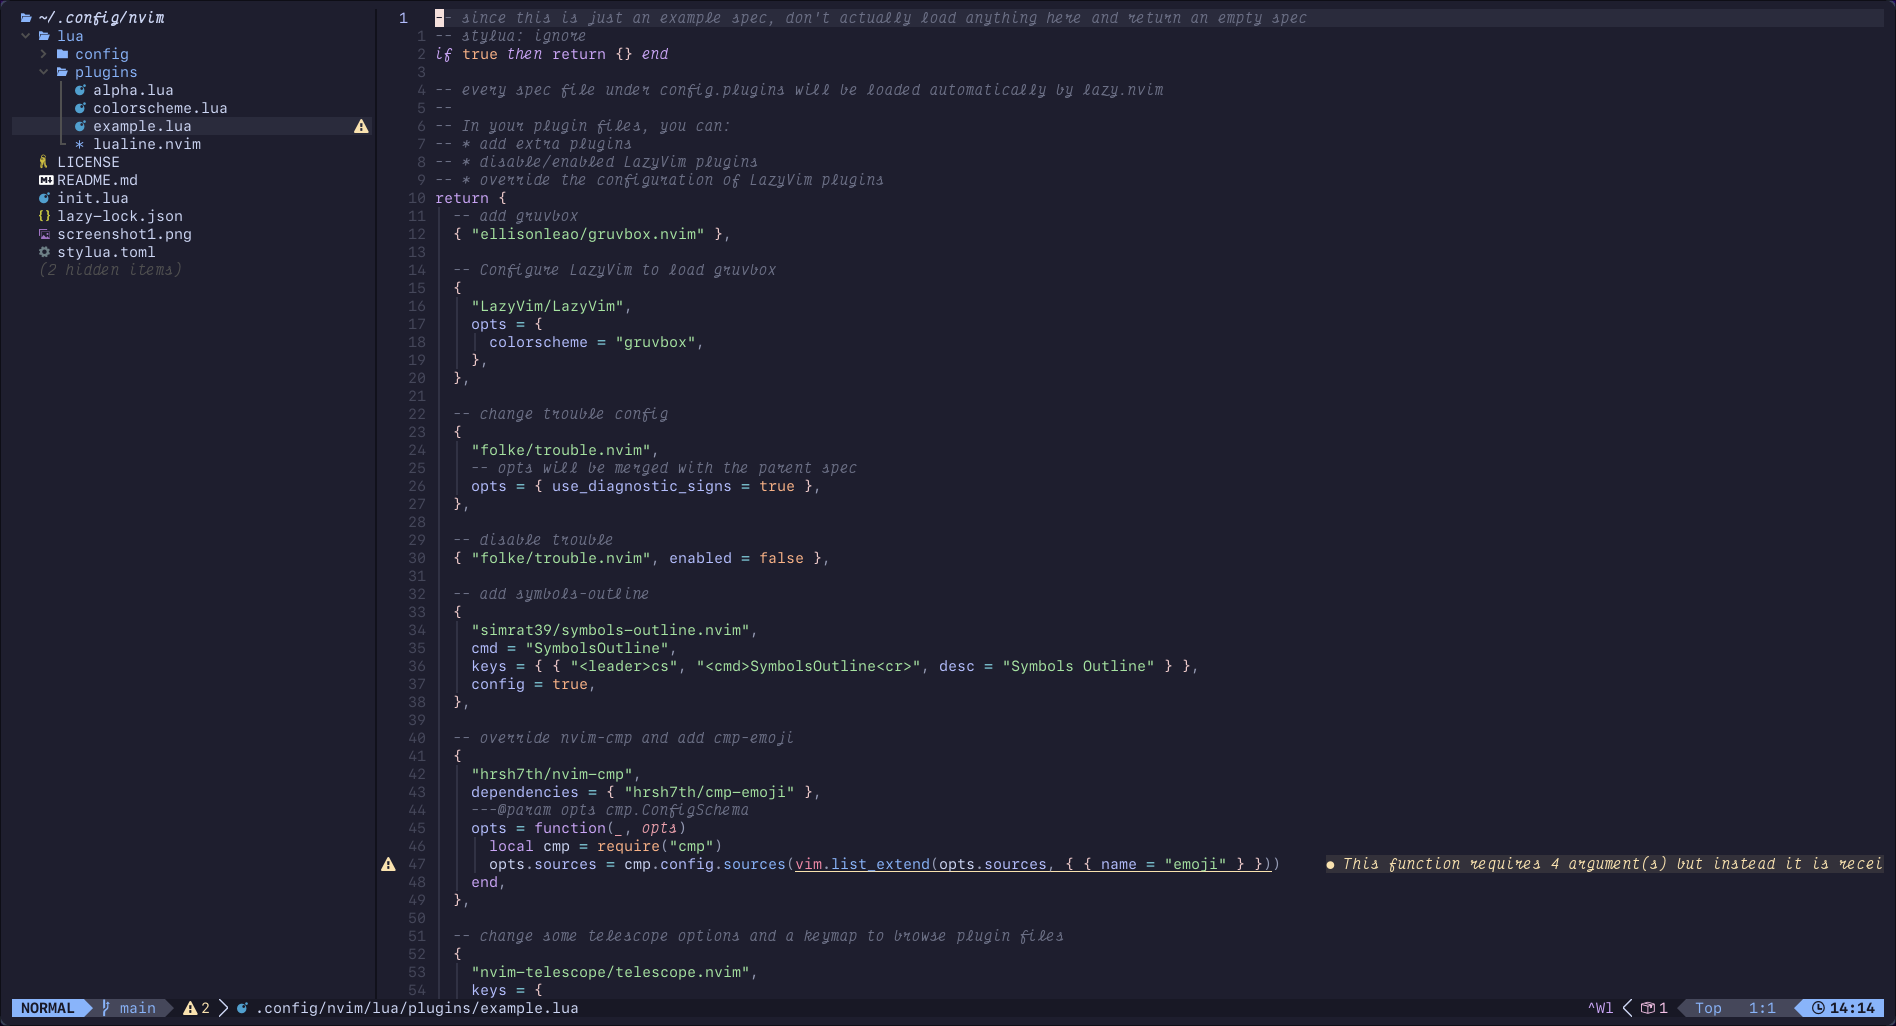 ~/.config/nvim
lua
config
plugins
alpha.lua
colorscheme.lua
example.lua
lualine.nvim
LICENSE
README.md
init.lua
lazy-lock.json
screenshot1.png
stylua.toml
(2 hidden items)
1 -- since this is just an example spec, don't actually load anything here and return an empty spec
1 -- stylua: ignore
2 if true then return {} end
3
4 -- every spec file under config.plugins will be loaded automatically by lazy.nvim
5 --
6 -- In your plugin files, you can:
7 -- * add extra plugins
8 -- * disable/enabled LazyVim plugins
9 -- * override the configuration of LazyVim plugins
10 return {
11 -- add gruvbox
12 { "ellisonleao/gruvbox.nvim" },
13
14 -- Configure LazyVim to load gruvbox
15 {
16 "LazyVim/LazyVim",
17 opts = {
18 colorscheme = "gruvbox",
19 },
20 },
21
22 -- change trouble config
23 {
24 "folke/trouble.nvim",
25 -- opts will be merged with the parent spec
26 opts = { use_diagnostic_signs = true },
27 },
28
29 -- disable trouble
30 { "folke/trouble.nvim", enabled = false },
31
32 -- add symbols-outline
33 {
34 "simrat39/symbols-outline.nvim",
35 cmd = "SymbolsOutline",
36 keys = { { "<leader>cs", "<cmd>SymbolsOutline<cr>", desc = "Symbols Outline" } },
37 config = true,
38 },
39
40 -- override nvim-cmp and add cmp-emoji
41 {
42 "hrsh7th/nvim-cmp",
43 dependencies = { "hrsh7th/cmp-emoji" },
44 ---@param opts cmp.ConfigSchema
45 opts = function(_, opts)
46 local cmp = require("cmp")
47 opts.sources = cmp.config.sources(vim.list_extend(opts.sources, { { name = "emoji" } })) ● This function requires 4 argument(s) but instead it is recei
48 end,
49 },
50
51 -- change some telescope options and a keymap to browse plugin files
52 {
53 "nvim-telescope/telescope.nvim",
54 keys = {
NORMAL main 2 .config/nvim/lua/plugins/example.lua ^Wl 1 Top 1:1 14:14